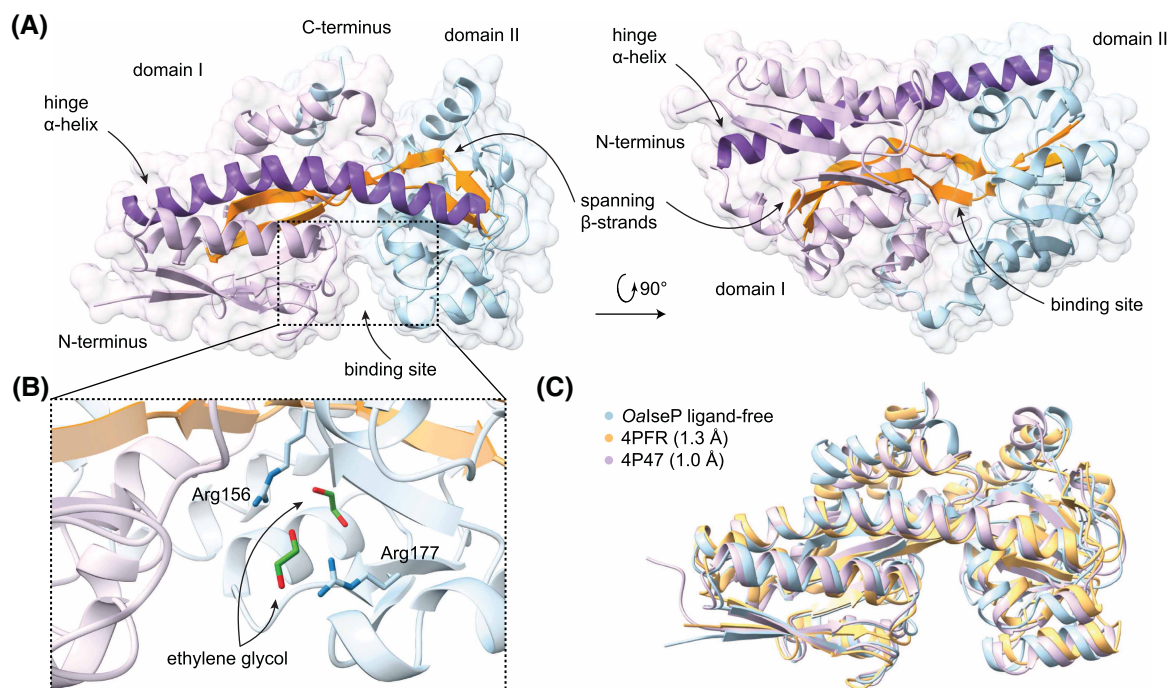 (A)
C-terminus
domain I
domain II
hinge
α-helix
N-terminus
binding site
spanning
β-strands
90°
hinge
α-helix
domain II
N-terminus
domain I
binding site
(B)
Arg156
Arg177
ethylene glycol
(C)
OaIseP ligand-free
4PFR (1.3 Å)
4P47 (1.0 Å)